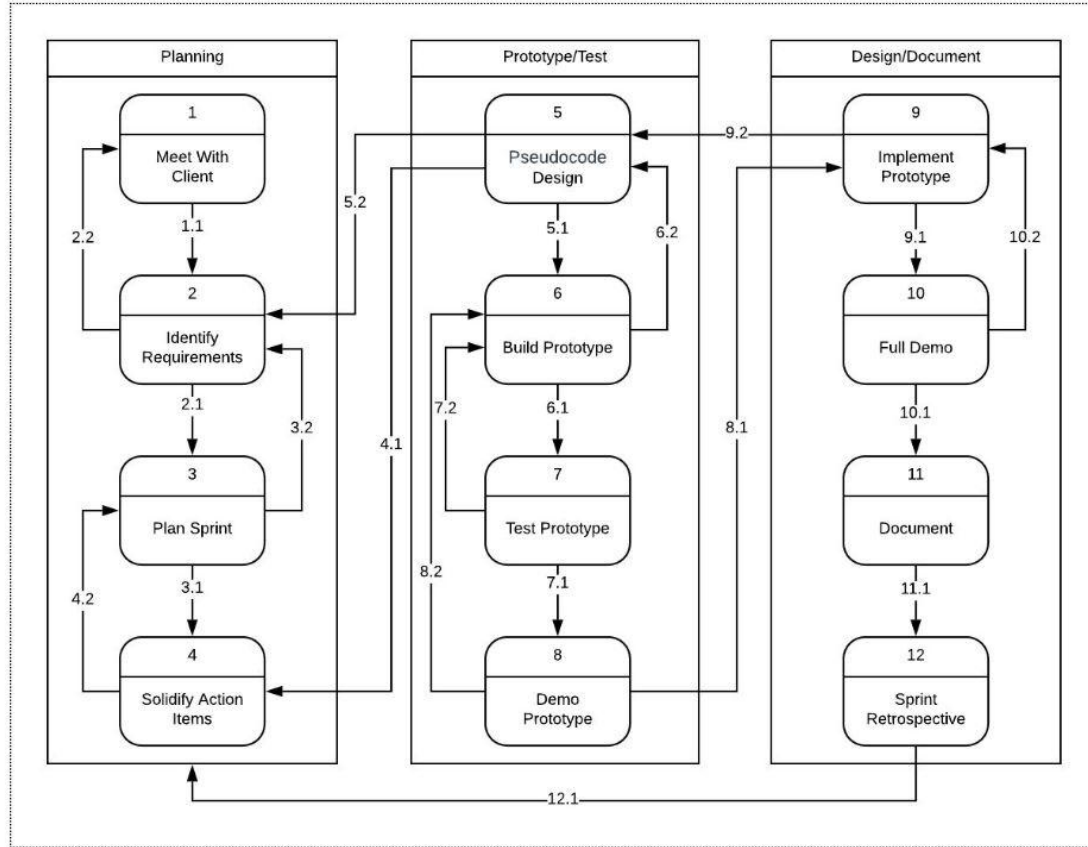 Planning
1
Meet With
Client
1.1
2.2
2
Identify
Requirements
2.1
3.2
3
Plan Sprint
3.1
4.2
4
Solidify Action
Items
5.2
4.1
Prototype/Test
5
Pseudocode
Design
5.1
6.2
6
Build Prototype
6.1
7.2
7
Test Prototype
7.1
8.2
8
Demo
Prototype
9.2
8.1
Design/Document
9
Implement
Prototype
9.1
10.2
10
Full Demo
10.1
11
Document
11.1
12
Sprint
Retrospective
12.1